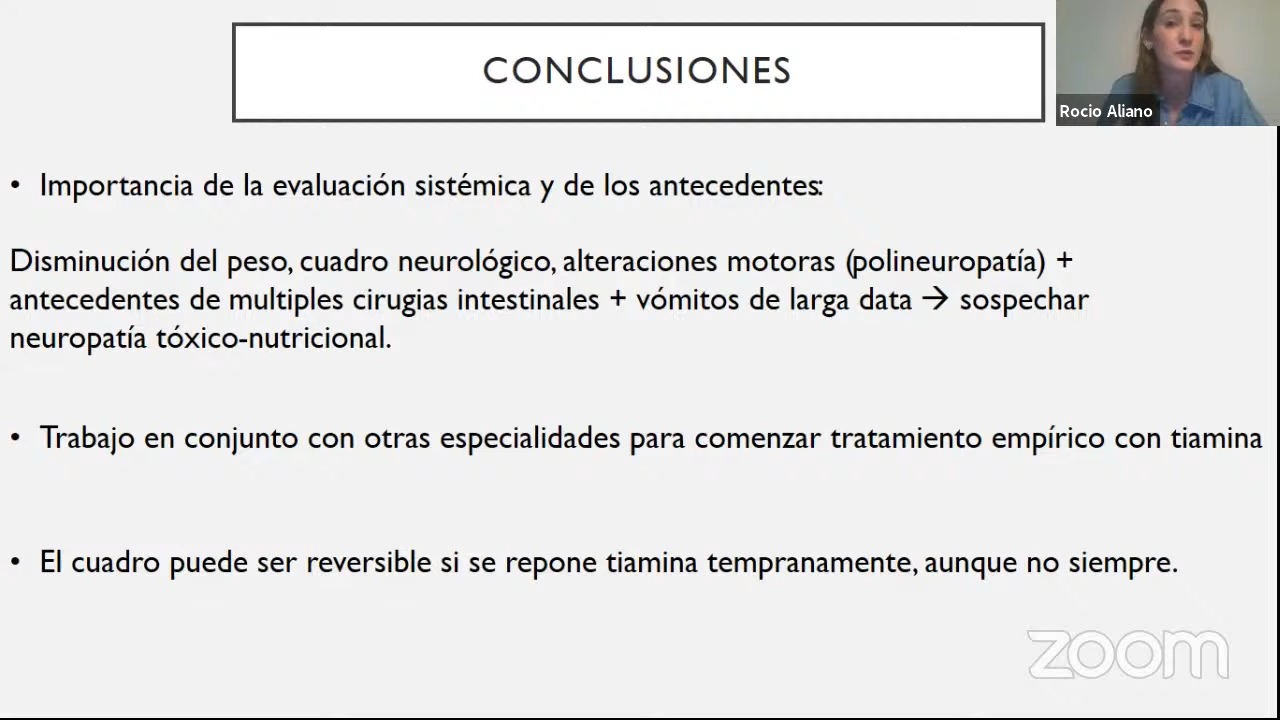 CONCLUSIONES
Rocio Aliano
• Importancia de la evaluación sistémica y de los antecedentes:
Disminución del peso, cuadro neurológico, alteraciones motoras (polineuropatía) +
antecedentes de multiples cirugias intestinales + vómitos de larga data → sospechar
neuropatía tóxico-nutricional.
• Trabajo en conjunto con otras especialidades para comenzar tratamiento empírico con tiamina
• El cuadro puede ser reversible si se repone tiamina tempranamente, aunque no siempre.
zoom